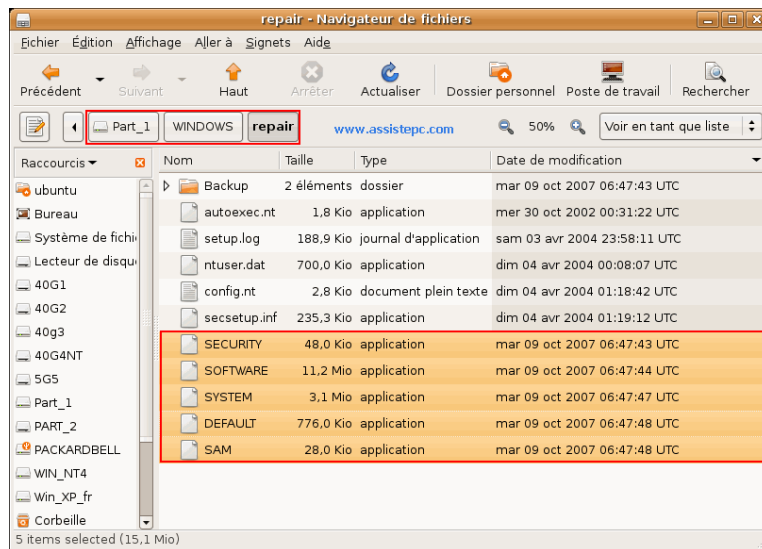 repair - Navigateur de fichiers
Fichier Édition Affichage Aller à Signets Aide
Précédent Suivant Haut Arrêter Actualiser Dossier personnel Poste de travail Rechercher
Part_1 WINDOWS repair www.assistepc.com 50% Voir en tant que liste
Raccourcis Nom Taille Type Date de modification
ubuntu
Bureau
Système de fichi
Lecteur de disqu
40G1
40G2
40g3
40G4NT
5G5
Part_1
PART_2
PACKARDBELL
WIN_NT4
Win_XP_fr
Corbeille
Backup 2 éléments dossier mar 09 oct 2007 06:47:43 UTC
autoexec.nt 1,8 Kio application mer 30 oct 2002 00:31:22 UTC
setup.log 188,9 Kio journal d'application sam 03 avr 2004 23:58:11 UTC
ntuser.dat 700,0 Kio application dim 04 avr 2004 00:08:07 UTC
config.nt 2,8 Kio document plein texte dim 04 avr 2004 01:18:42 UTC
secsetup.inf 235,3 Kio application dim 04 avr 2004 01:19:12 UTC
SECURITY 48,0 Kio application mar 09 oct 2007 06:47:43 UTC
SOFTWARE 11,2 Mio application mar 09 oct 2007 06:47:44 UTC
SYSTEM 3,1 Mio application mar 09 oct 2007 06:47:47 UTC
DEFAULT 776,0 Kio application mar 09 oct 2007 06:47:48 UTC
SAM 28,0 Kio application mar 09 oct 2007 06:47:48 UTC
5 items selected (15,1 Mio)